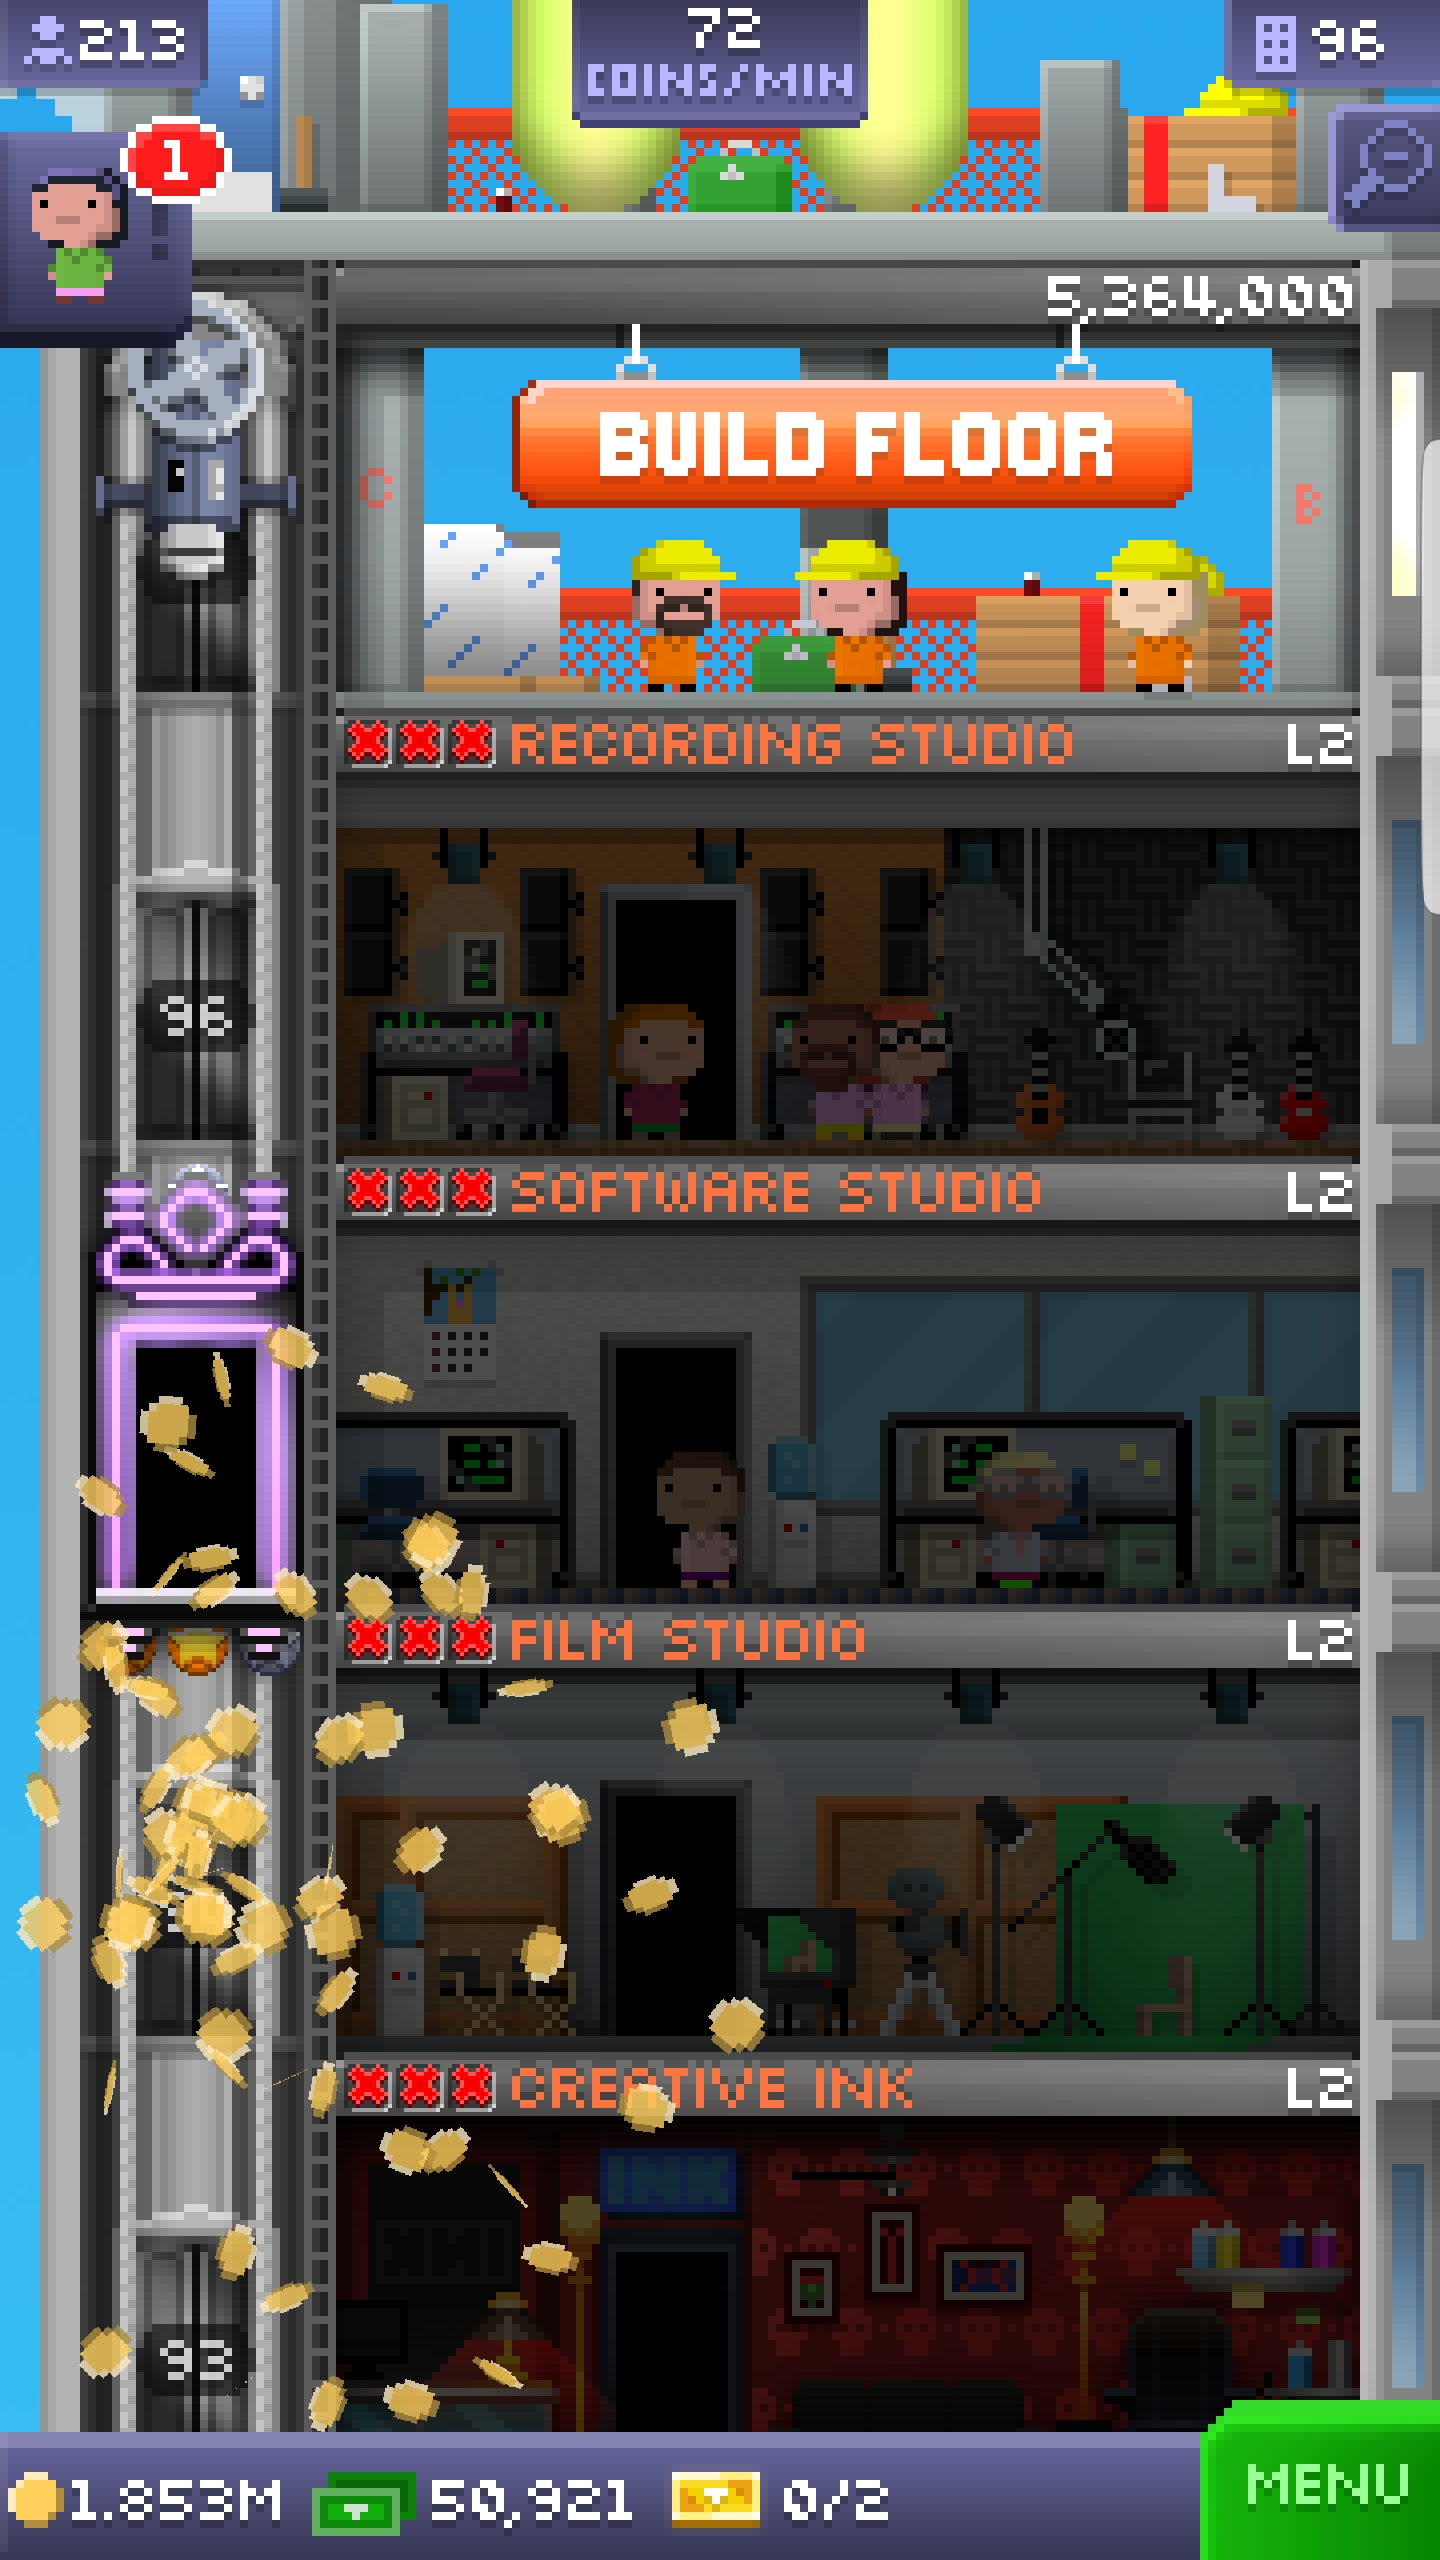 213
72
COINS/MIN
96
1
5,364,000
BUILD FLOOR
C
B
RECORDING STUDIO L2
96
SOFTWARE STUDIO L2
FILM STUDIO L2
CREATIVE INK L2
INK
93
1.853M 50,921 0/2
MENU